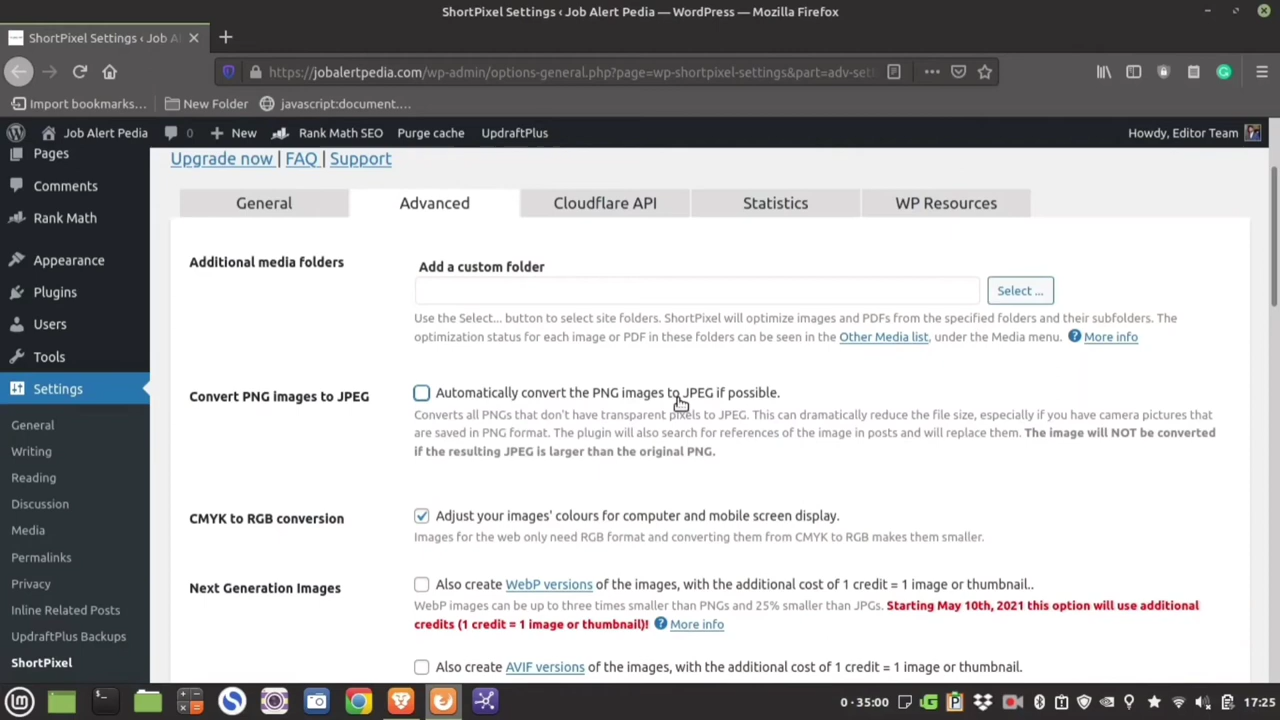 ShortPixel Settings ‹ Job Alert Pedia — WordPress — Mozilla Firefox
ShortPixel Settings ‹ Job A
https://jobalertpedia.com/wp-admin/options-general.php?page=wp-shortpixel-settings&part=adv-set
Import bookmarks… New Folder javascript:document.…
Job Alert Pedia 0 New Rank Math SEO Purge cache UpdraftPlus Howdy, Editor Team
Pages
Comments
Rank Math
Appearance
Plugins
Users
Tools
Settings
General
Writing
Reading
Discussion
Media
Permalinks
Privacy
Inline Related Posts
UpdraftPlus Backups
ShortPixel
Upgrade now | FAQ | Support
General Advanced Cloudflare API Statistics WP Resources
Additional media folders
Add a custom folder
Select ...
Use the Select... button to select site folders. ShortPixel will optimize images and PDFs from the specified folders and their subfolders. The
optimization status for each image or PDF in these folders can be seen in the Other Media list, under the Media menu. More info
Convert PNG images to JPEG
Automatically convert the PNG images to JPEG if possible.
Converts all PNGs that don't have transparent pixels to JPEG. This can dramatically reduce the file size, especially if you have camera pictures that
are saved in PNG format. The plugin will also search for references of the image in posts and will replace them. The image will NOT be converted
if the resulting JPEG is larger than the original PNG.
CMYK to RGB conversion
Adjust your images' colours for computer and mobile screen display.
Images for the web only need RGB format and converting them from CMYK to RGB makes them smaller.
Next Generation Images
Also create WebP versions of the images, with the additional cost of 1 credit = 1 image or thumbnail..
WebP images can be up to three times smaller than PNGs and 25% smaller than JPGs. Starting May 10th, 2021 this option will use additional
credits (1 credit = 1 image or thumbnail)! More info
Also create AVIF versions of the images, with the additional cost of 1 credit = 1 image or thumbnail.
0 · 35:00 17:25